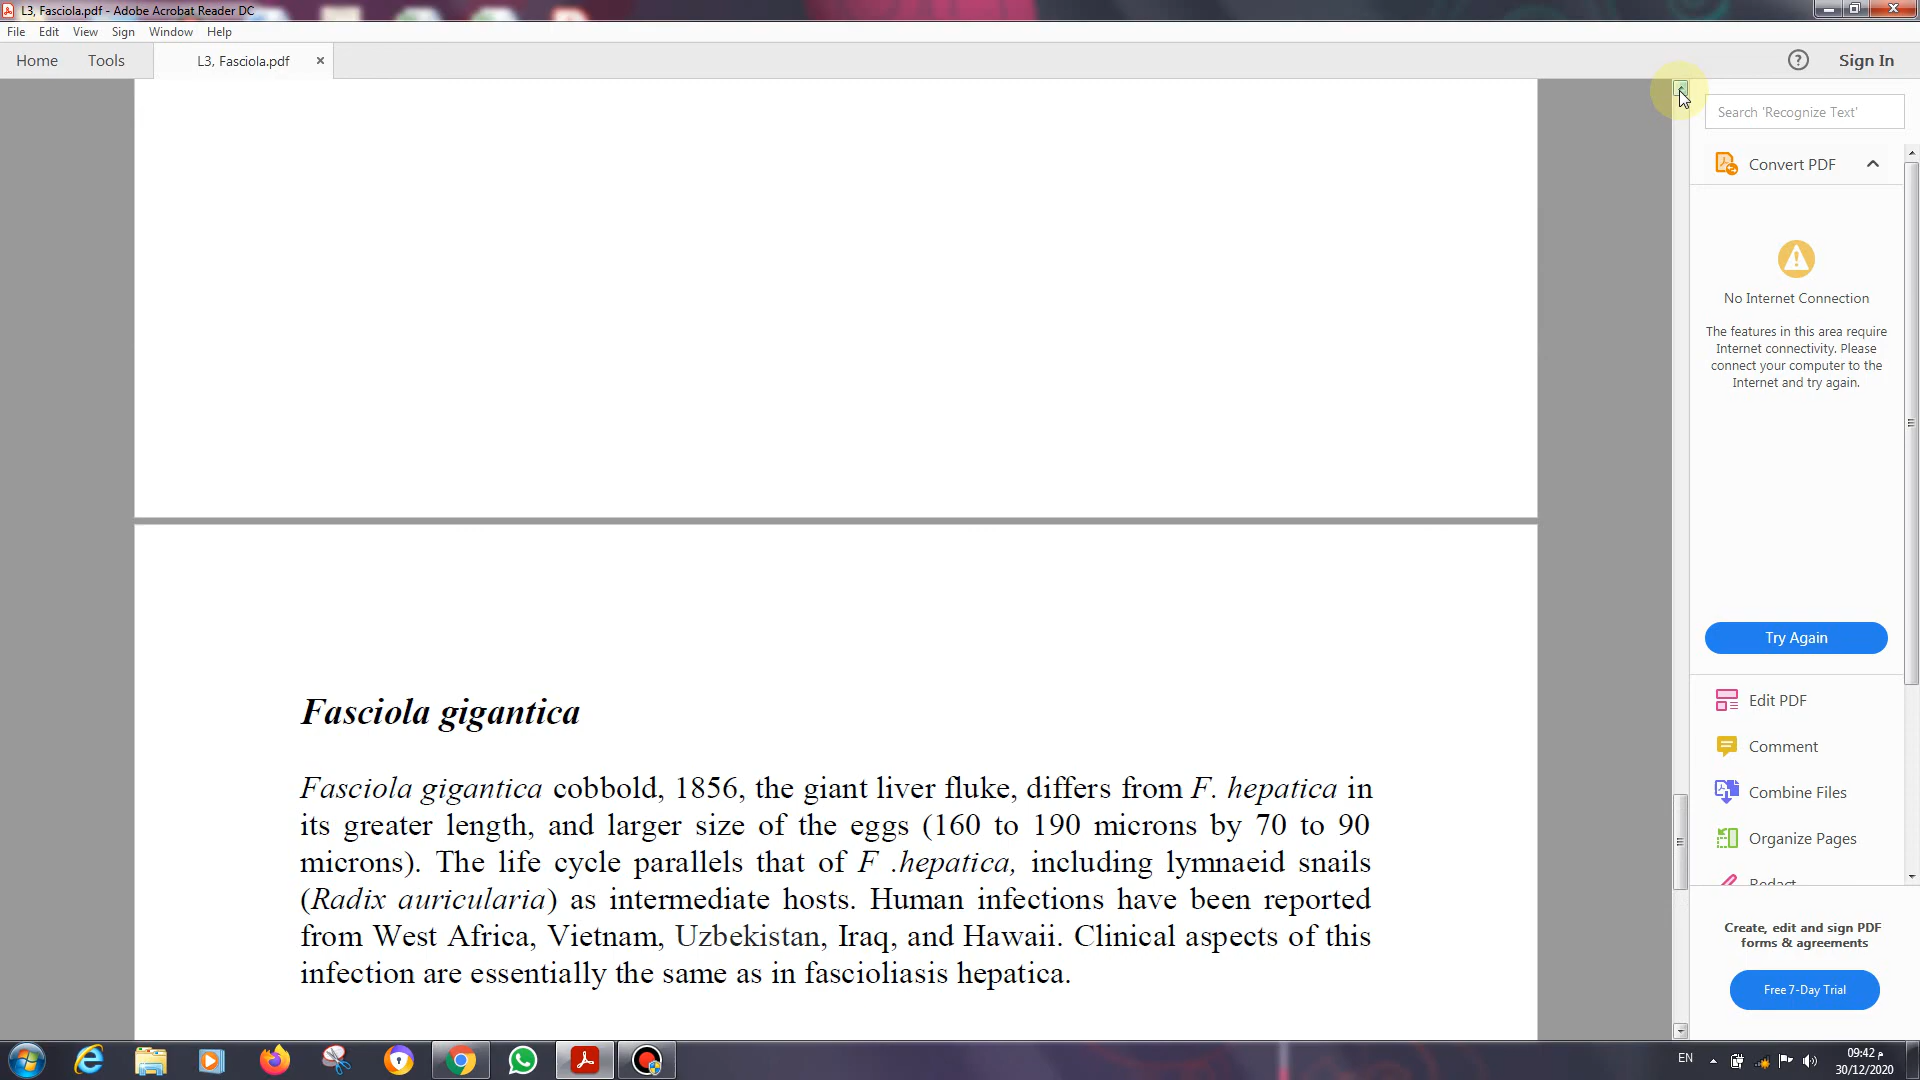 L3, Fasciola.pdf - Adobe Acrobat Reader DC
File Edit View Sign Window Help
Home Tools L3, Fasciola.pdf × Sign In
Search 'Recognize Text'
Convert PDF
No Internet Connection
The features in this area require
Internet connectivity. Please
connect your computer to the
Internet and try again.
Try Again
Edit PDF
Comment
Combine Files
Organize Pages
Redact
Create, edit and sign PDF
forms & agreements
Free 7-Day Trial
Fasciola gigantica
Fasciola gigantica cobbold, 1856, the giant liver fluke, differs from F. hepatica in
its greater length, and larger size of the eggs (160 to 190 microns by 70 to 90
microns). The life cycle parallels that of F .hepatica, including lymnaeid snails
(Radix auricularia) as intermediate hosts. Human infections have been reported
from West Africa, Vietnam, Uzbekistan, Iraq, and Hawaii. Clinical aspects of this
infection are essentially the same as in fascioliasis hepatica.
EN
09:42 م
30/12/2020